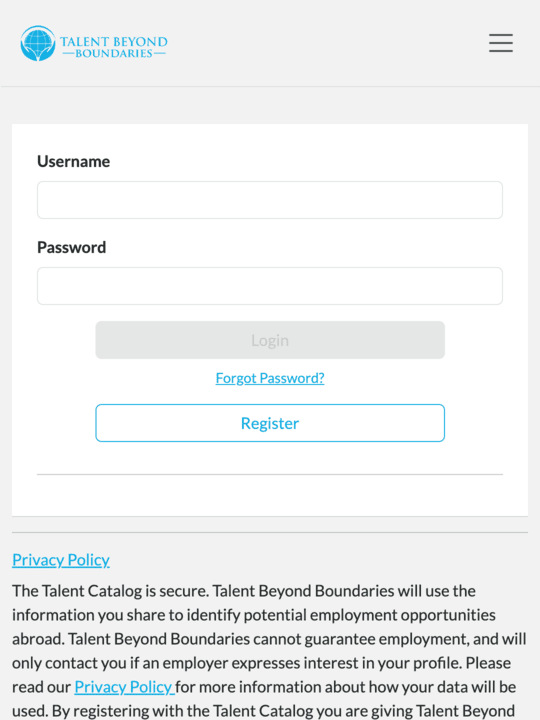 TALENT BEYOND
BOUNDARIES
Username
Password
Login
Forgot Password?
Register
Privacy Policy
The Talent Catalog is secure. Talent Beyond Boundaries will use the
information you share to identify potential employment opportunities
abroad. Talent Beyond Boundaries cannot guarantee employment, and will
only contact you if an employer expresses interest in your profile. Please
read our Privacy Policy for more information about how your data will be
used. By registering with the Talent Catalog you are giving Talent Beyond